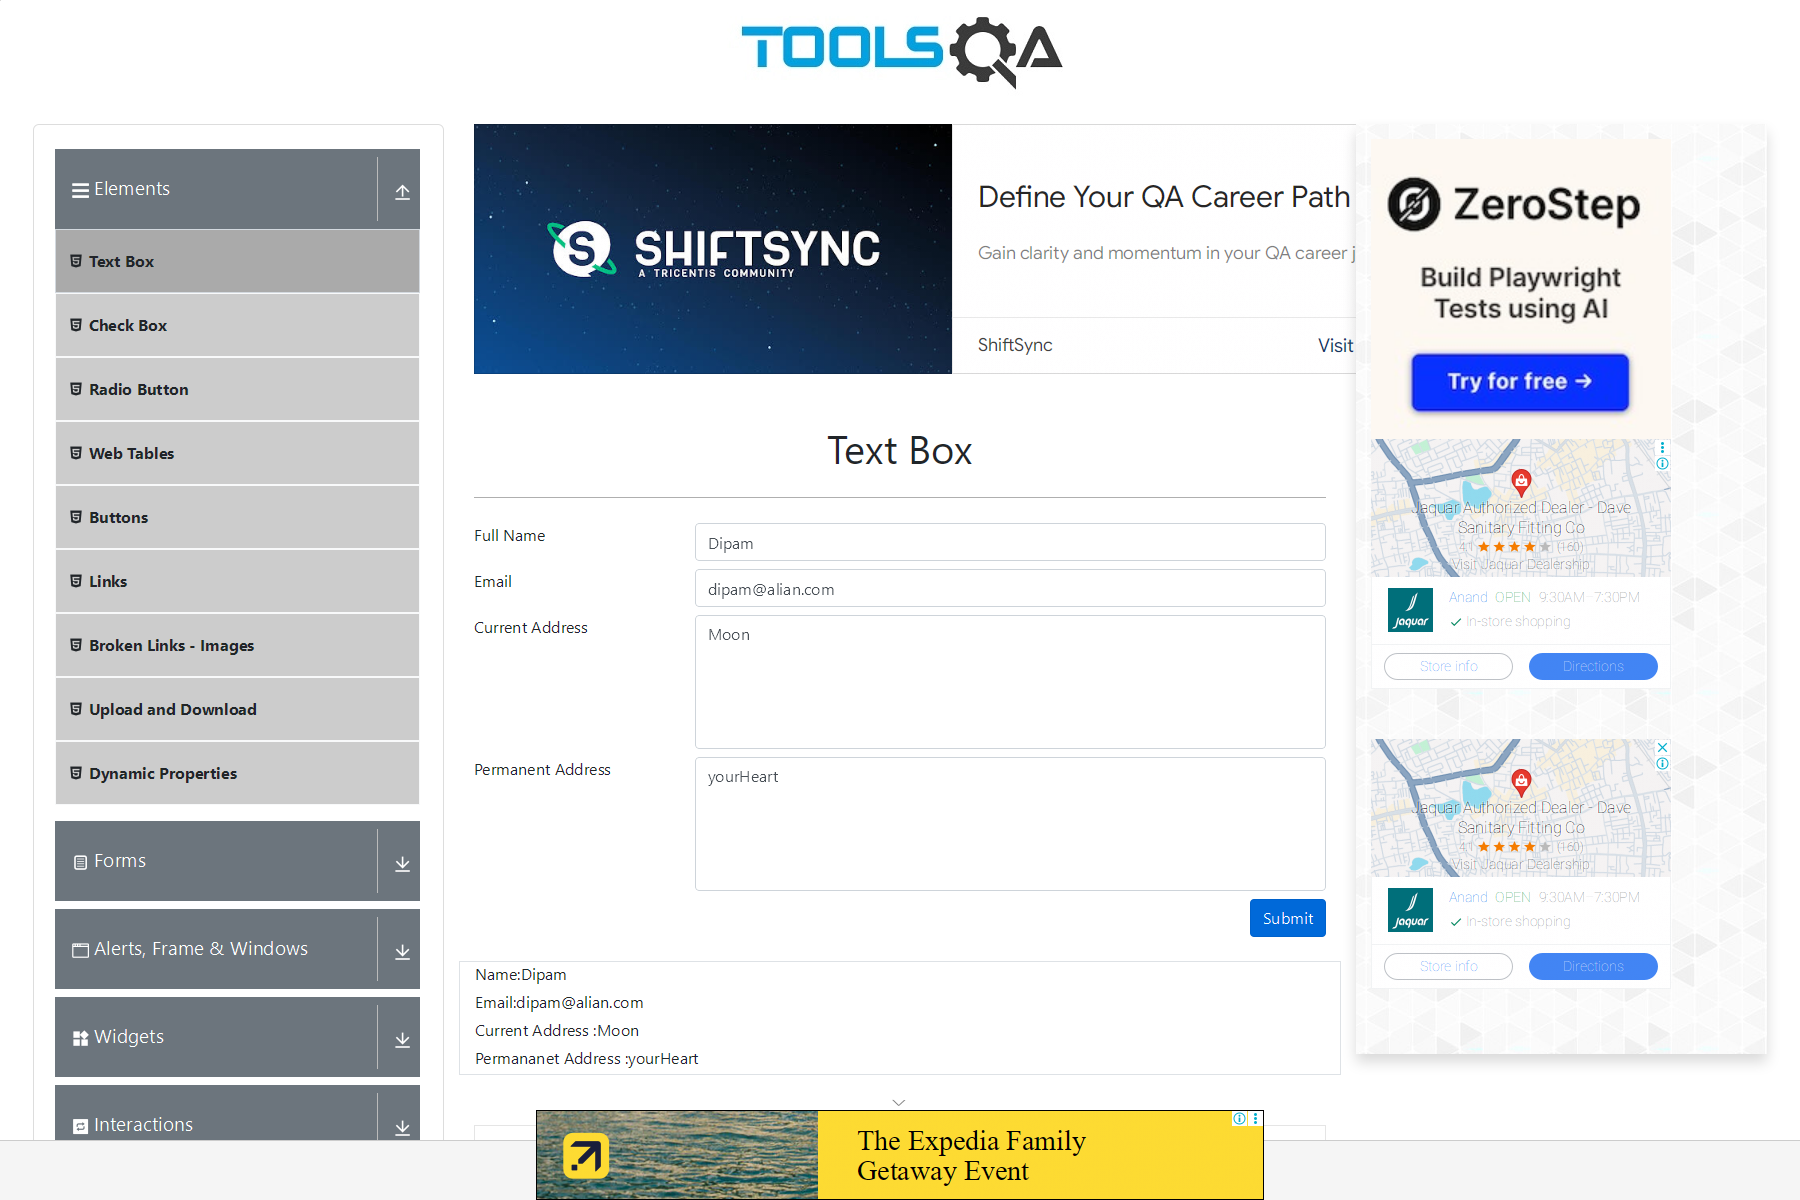 TOOLSQA
Elements
Text Box
Check Box
Radio Button
Web Tables
Buttons
Links
Broken Links - Images
Upload and Download
Dynamic Properties
Forms
Alerts, Frame & Windows
Widgets
Interactions
SHIFTSYNC
A TRICENTIS COMMUNITY
Define Your QA Career Path
Gain clarity and momentum in your QA career j
ShiftSync
Visit
Text Box
Full Name
Dipam
Email
dipam@alian.com
Current Address
Moon
Permanent Address
yourHeart
Submit
Name:Dipam
Email:dipam@alian.com
Current Address :Moon
Permananet Address :yourHeart
ZeroStep
Build Playwright
Tests using AI
Try for free →
Jaquar Authorized Dealer - Dave
Sanitary Fitting Co
4.1 ★★★★★ (160)
Visit Jaquar Dealership
Jaquar
Anand OPEN 9:30AM - 7:30PM
In-store shopping
Store info
Directions
Jaquar Authorized Dealer - Dave
Sanitary Fitting Co
4.1 ★★★★★ (160)
Visit Jaquar Dealership
Jaquar
Anand OPEN 9:30AM - 7:30PM
In-store shopping
Store info
Directions
The Expedia Family
Getaway Event